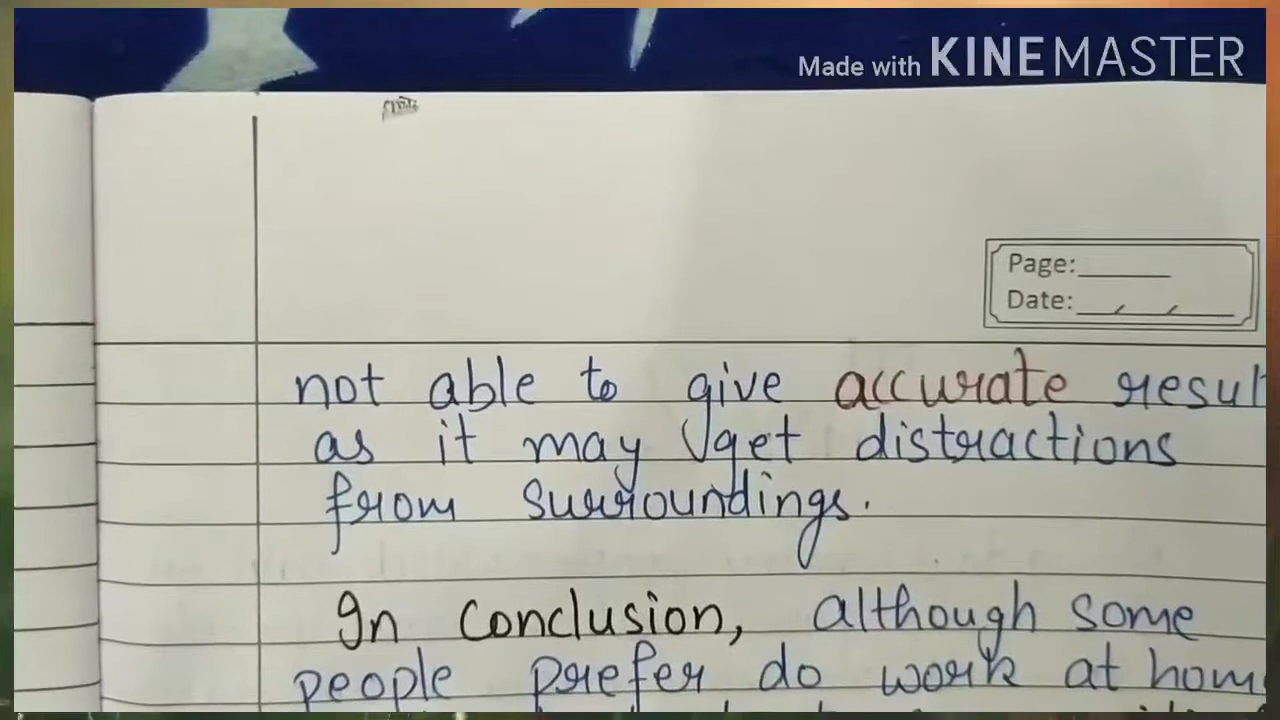 Made with KINEMASTER
Page:
Date:
not able to give accurate resul
as it may get distractions
from surroundings.
In conclusion, although some
people prefer do work at hom